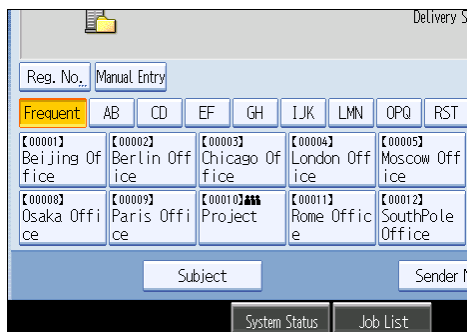 Delivery S
Reg. No.
Manual Entry
Frequent AB CD EF GH IJK LMN OPQ RST
【00001】 【00002】 【00003】 【00004】 【00005】
Beijing Of Berlin Off Chicago Of London Off Moscow Off
fice ice fice ice ice
【00008】 【00009】 【00010】 【00011】 【00012】
Osaka Offi Paris Offi Project Rome Offic SouthPole
ce ce e Office
Subject Sender
System Status Job List